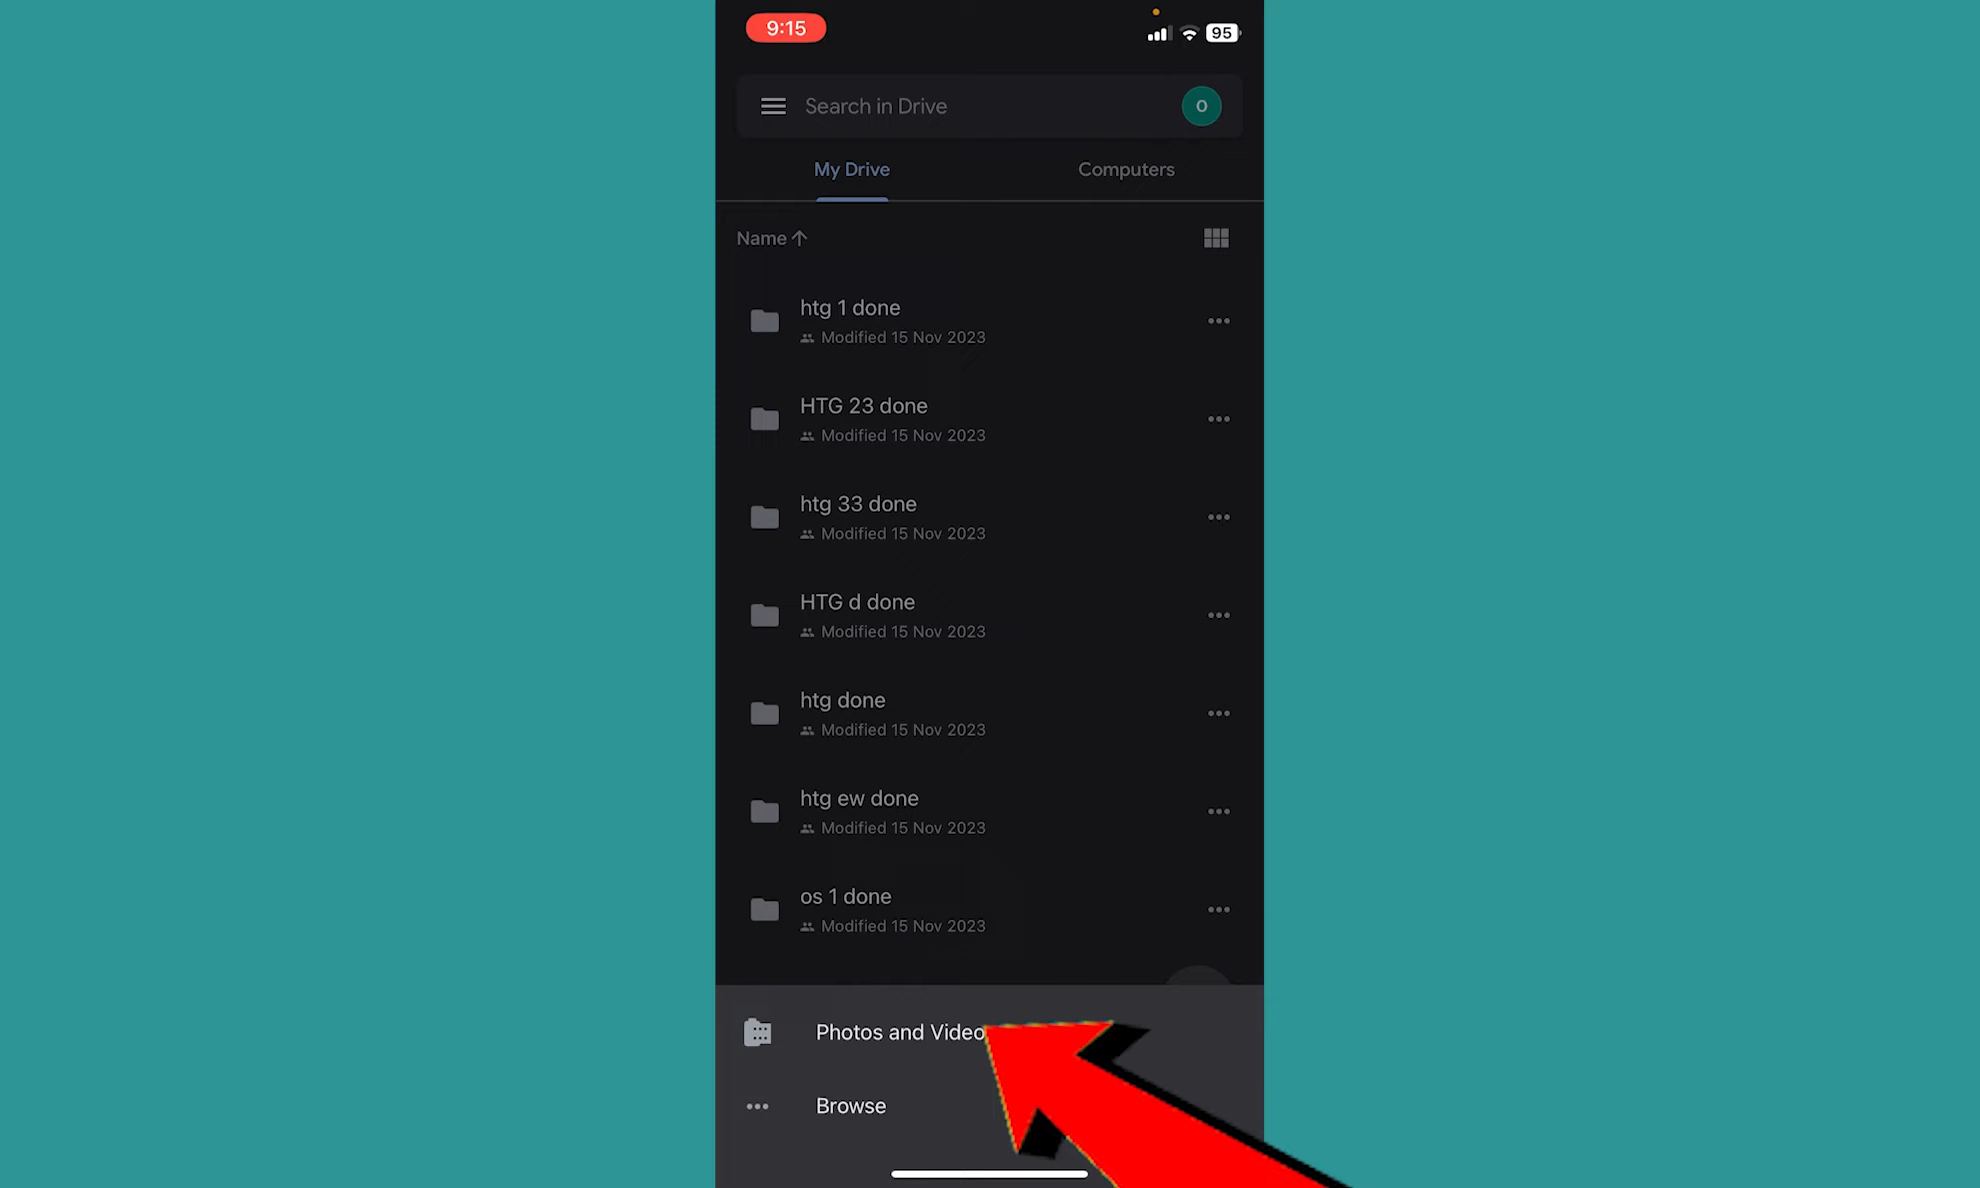 9:15
95
Search in Drive
O
My Drive
Computers
Name
htg 1 done
Modified 15 Nov 2023
HTG 23 done
Modified 15 Nov 2023
htg 33 done
Modified 15 Nov 2023
HTG d done
Modified 15 Nov 2023
htg done
Modified 15 Nov 2023
htg ew done
Modified 15 Nov 2023
os 1 done
Modified 15 Nov 2023
Photos and Video
Browse